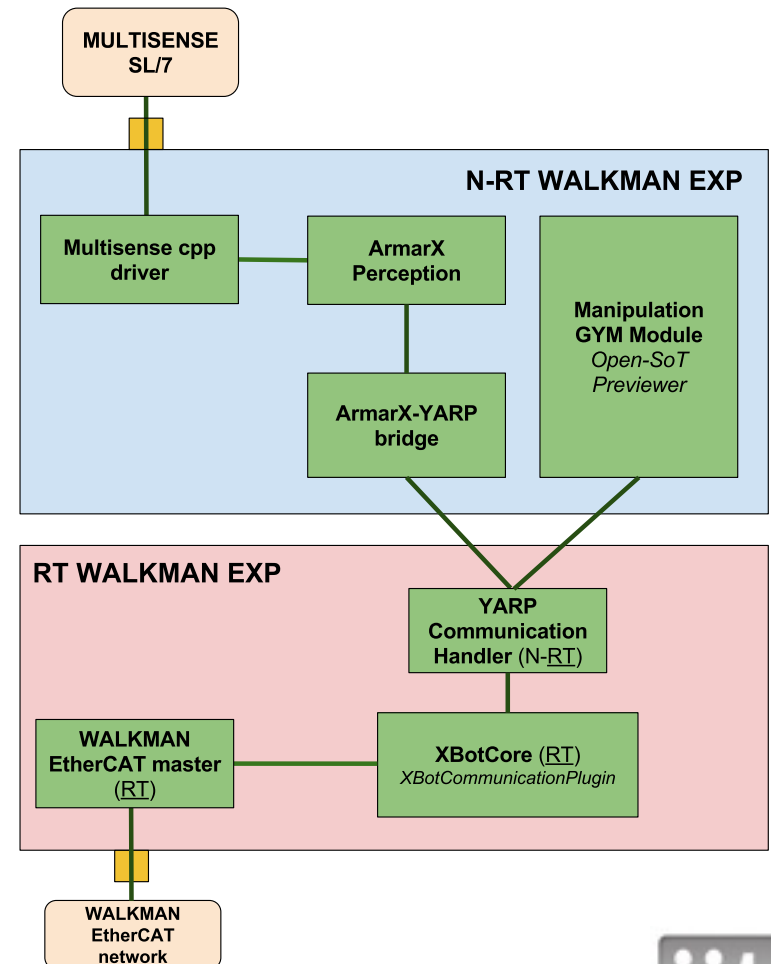 MULTISENSE
SL/7
N-RT WALKMAN EXP
Multisense cpp
driver
ArmarX
Perception
Manipulation
GYM Module
Open-SoT
Previewer
ArmarX-YARP
bridge
RT WALKMAN EXP
YARP
Communication
Handler (N-RT)
WALKMAN
EtherCAT master
(RT)
XBotCore (RT)
XBotCommunicationPlugin
WALKMAN
EtherCAT
network